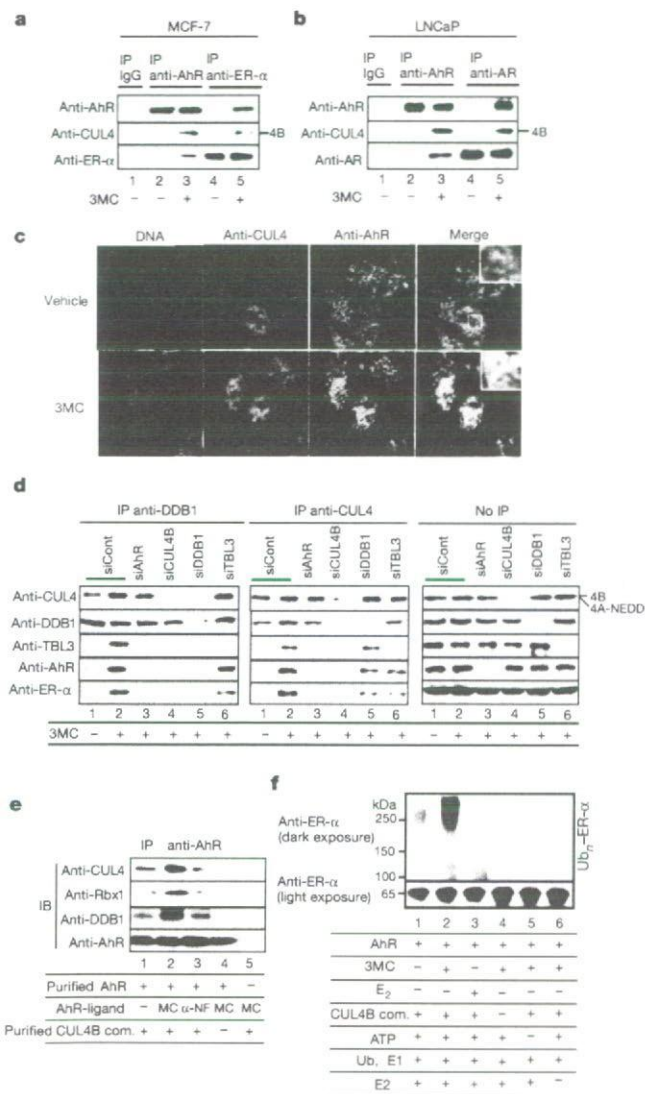 a
MCF-7
IP IgG
IP anti-AhR
IP anti-ER-α
Anti-AhR
Anti-CUL4
4B
Anti-ER-α
1 2 3 4 5
3MC − − + − +
b
LNCaP
IP IgG
IP anti-AhR
IP anti-AR
Anti-AhR
Anti-CUL4
4B
Anti-AR
1 2 3 4 5
3MC − − + − +
c
DNA Anti-CUL4 Anti-AhR Merge
Vehicle
3MC
d
IP anti-DDB1 IP anti-CUL4 No IP
siCont siAhR siCUL4B siDDB1 siTBL3
siCont siAhR siCUL4B siDDB1 siTBL3
siCont siAhR siCUL4B siDDB1 siTBL3
Anti-CUL4
4B
4A-NEDD
Anti-DDB1
Anti-TBL3
Anti-AhR
Anti-ER-α
1 2 3 4 5 6 1 2 3 4 5 6 1 2 3 4 5 6
3MC − + + + + + − + + + + + − + + + + +
e
IP anti-AhR
IB
Anti-CUL4
Anti-Rbx1
Anti-DDB1
Anti-AhR
1 2 3 4 5
Purified AhR + + + + −
AhR-ligand − MC α-NF MC MC
Purified CUL4B com. + + + − +
f
kDa
Anti-ER-α (dark exposure)
250
150
100
Ubn–ER-α
Anti-ER-α (light exposure)
65
1 2 3 4 5 6
AhR + + + + + +
3MC − + − + + +
E2 − − + − − −
CUL4B com. + + + − + +
ATP + + + + − +
Ub, E1 + + + + + +
E2 + + + + + −